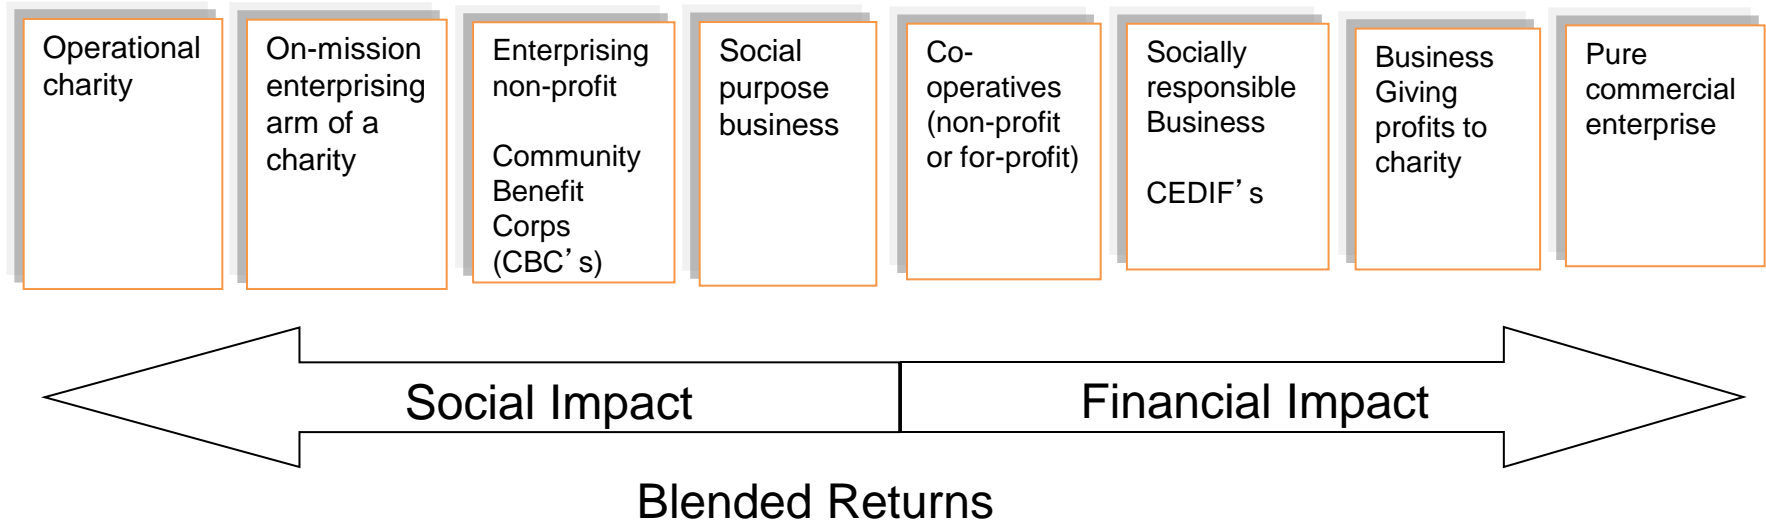 Operational
charity
On-mission
enterprising
arm of a
charity
Enterprising
non-profit
Community
Benefit
Corps
(CBC’s)
Social
purpose
business
Co-
operatives
(non-profit
or for-profit)
Socially
responsible
Business
CEDIF’s
Business
Giving
profits to
charity
Pure
commercial
enterprise
Social Impact
Financial Impact
Blended Returns